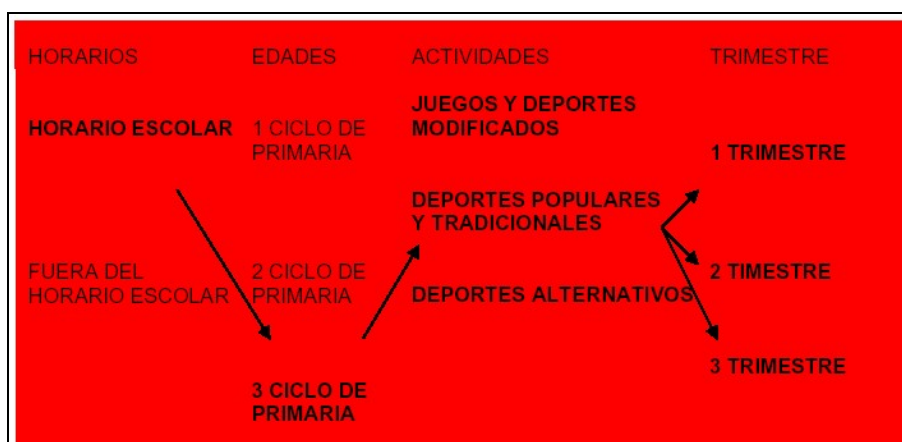 HORARIOS EDADES ACTIVIDADES TRIMESTRE
JUEGOS Y DEPORTES
MODIFICADOS
HORARIO ESCOLAR 1 CICLO DE
PRIMARIA
1 TRIMESTRE
DEPORTES POPULARES
Y TRADICIONALES
FUERA DEL
HORARIO ESCOLAR
2 CICLO DE
PRIMARIA
DEPORTES ALTERNATIVOS
2 TIMESTRE
3 CICLO DE
PRIMARIA
3 TRIMESTRE